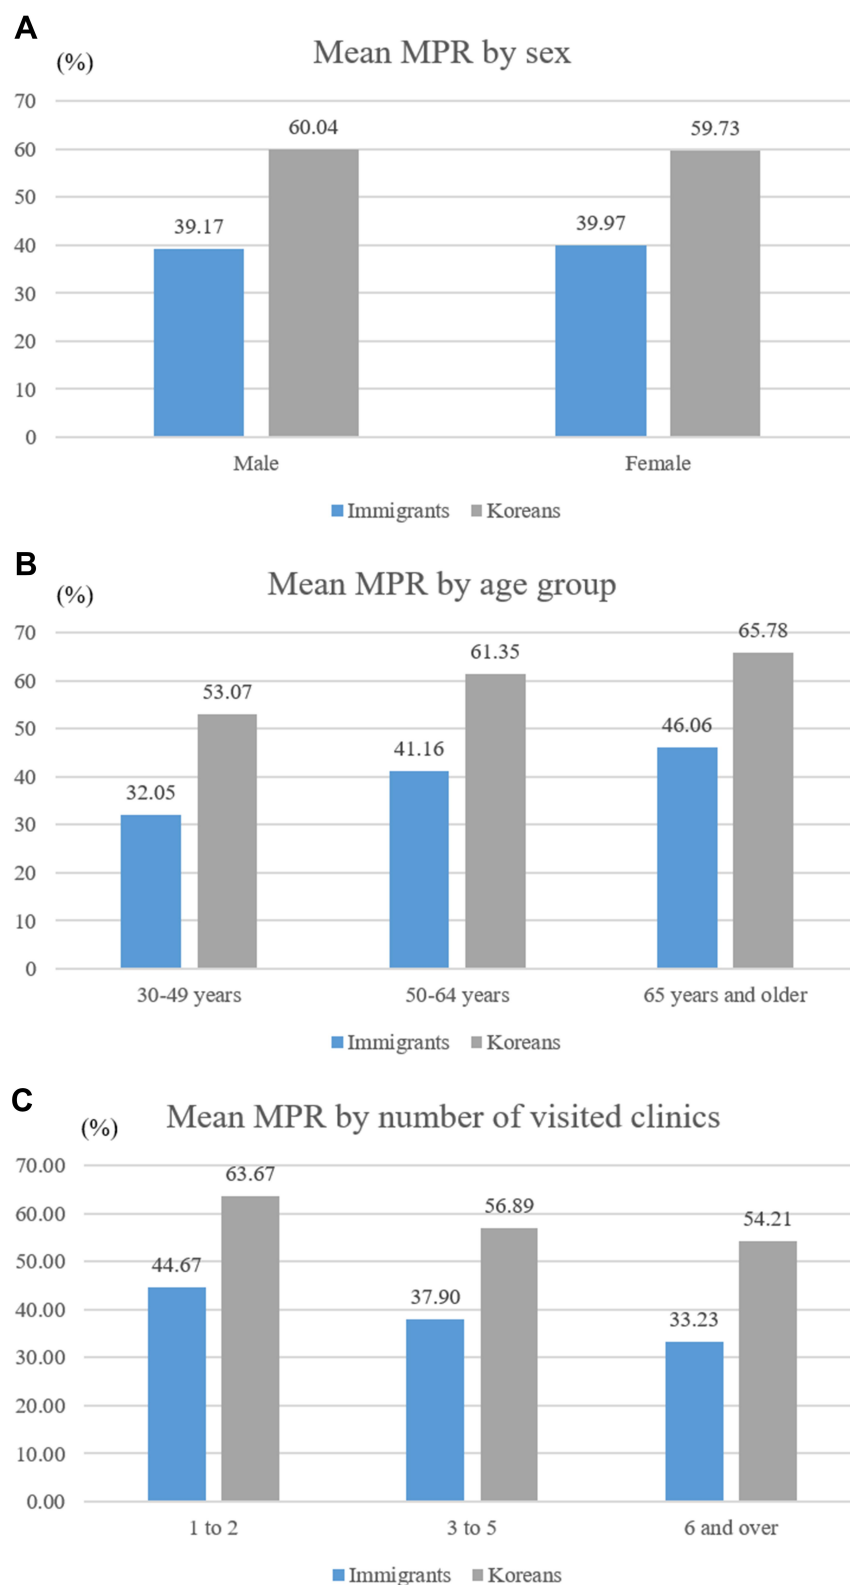 A
Mean MPR by sex
(%)
70
60
50
40
30
20
10
0
39.17
60.04
39.97
59.73
Male
Female
Immigrants
Koreans
B
Mean MPR by age group
(%)
70
60
50
40
30
20
10
0
32.05
53.07
41.16
61.35
46.06
65.78
30-49 years
50-64 years
65 years and older
Immigrants
Koreans
C
Mean MPR by number of visited clinics
(%)
70.00
60.00
50.00
40.00
30.00
20.00
10.00
0.00
44.67
63.67
37.90
56.89
33.23
54.21
1 to 2
3 to 5
6 and over
Immigrants
Koreans